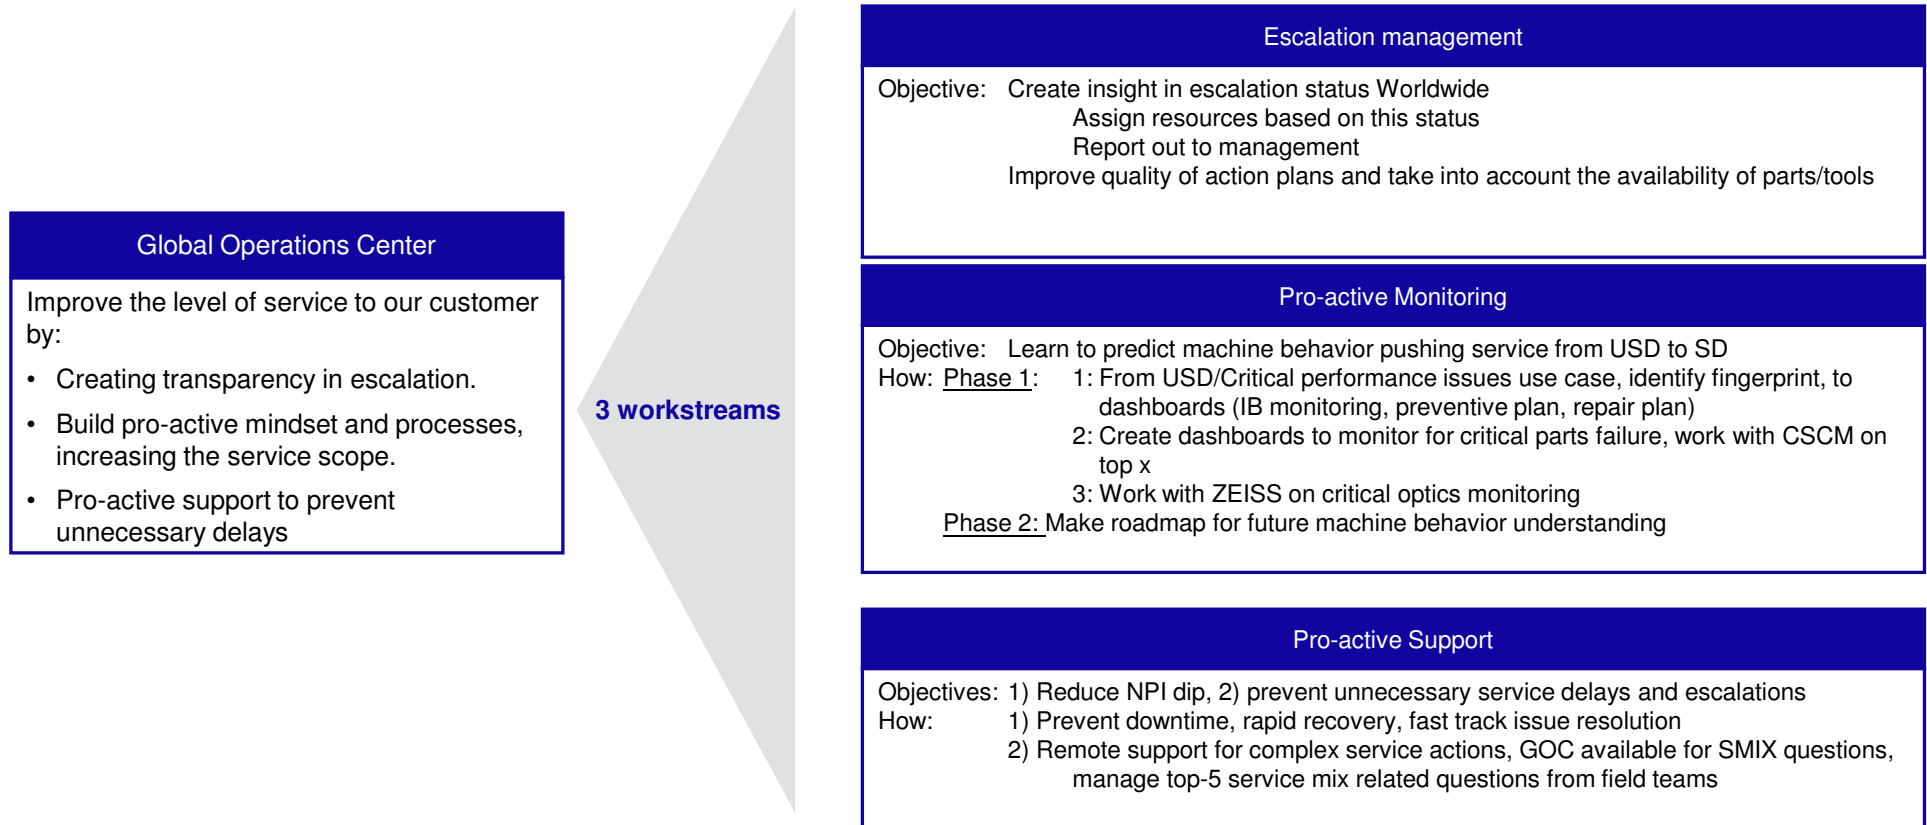 Global Operations Center
Improve the level of service to our customer
by:
• Creating transparency in escalation.
• Build pro-active mindset and processes,
increasing the service scope.
• Pro-active support to prevent
unnecessary delays
3 workstreams
Escalation management
Objective: Create insight in escalation status Worldwide
Assign resources based on this status
Report out to management
Improve quality of action plans and take into account the availability of parts/tools
Pro-active Monitoring
Objective: Learn to predict machine behavior pushing service from USD to SD
How: Phase 1: 1: From USD/Critical performance issues use case, identify fingerprint, to
dashboards (IB monitoring, preventive plan, repair plan)
2: Create dashboards to monitor for critical parts failure, work with CSCM on
top x
3: Work with ZEISS on critical optics monitoring
Phase 2: Make roadmap for future machine behavior understanding
Pro-active Support
Objectives: 1) Reduce NPI dip, 2) prevent unnecessary service delays and escalations
How: 1) Prevent downtime, rapid recovery, fast track issue resolution
2) Remote support for complex service actions, GOC available for SMIX questions,
manage top-5 service mix related questions from field teams